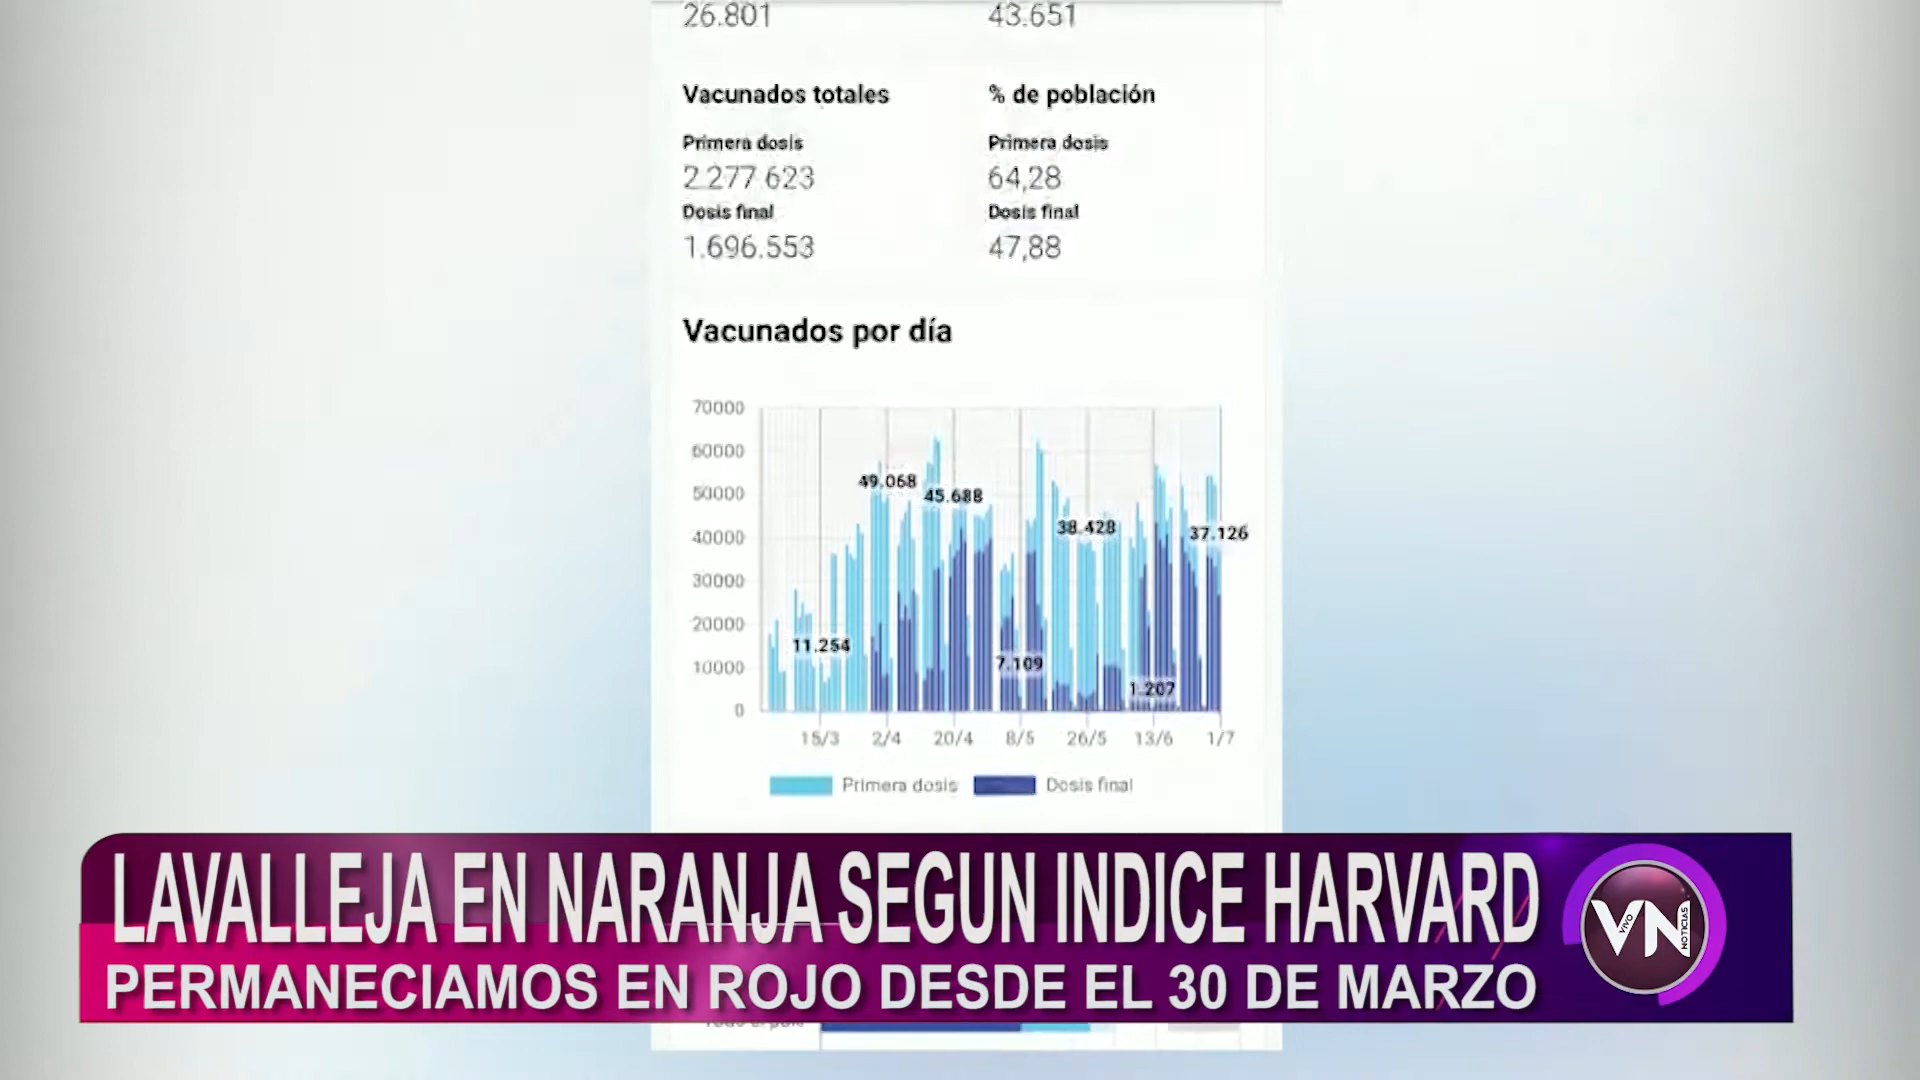 26.801 43.651
Vacunados totales % de población
Primera dosis Primera dosis
2.277.623 64,28
Dosis final Dosis final
1.696.553 47,88
Vacunados por día
70000
60000
50000
40000
30000
20000
10000
0
49.068
45.688
38.428
37.126
11.254
7.109
1.207
15/3 2/4 20/4 8/5 26/5 13/6 1/7
Primera dosis Dosis final
LAVALLEJA EN NARANJA SEGUN INDICE HARVARD
PERMANECIAMOS EN ROJO DESDE EL 30 DE MARZO
VN
VIVO
NOTICIAS